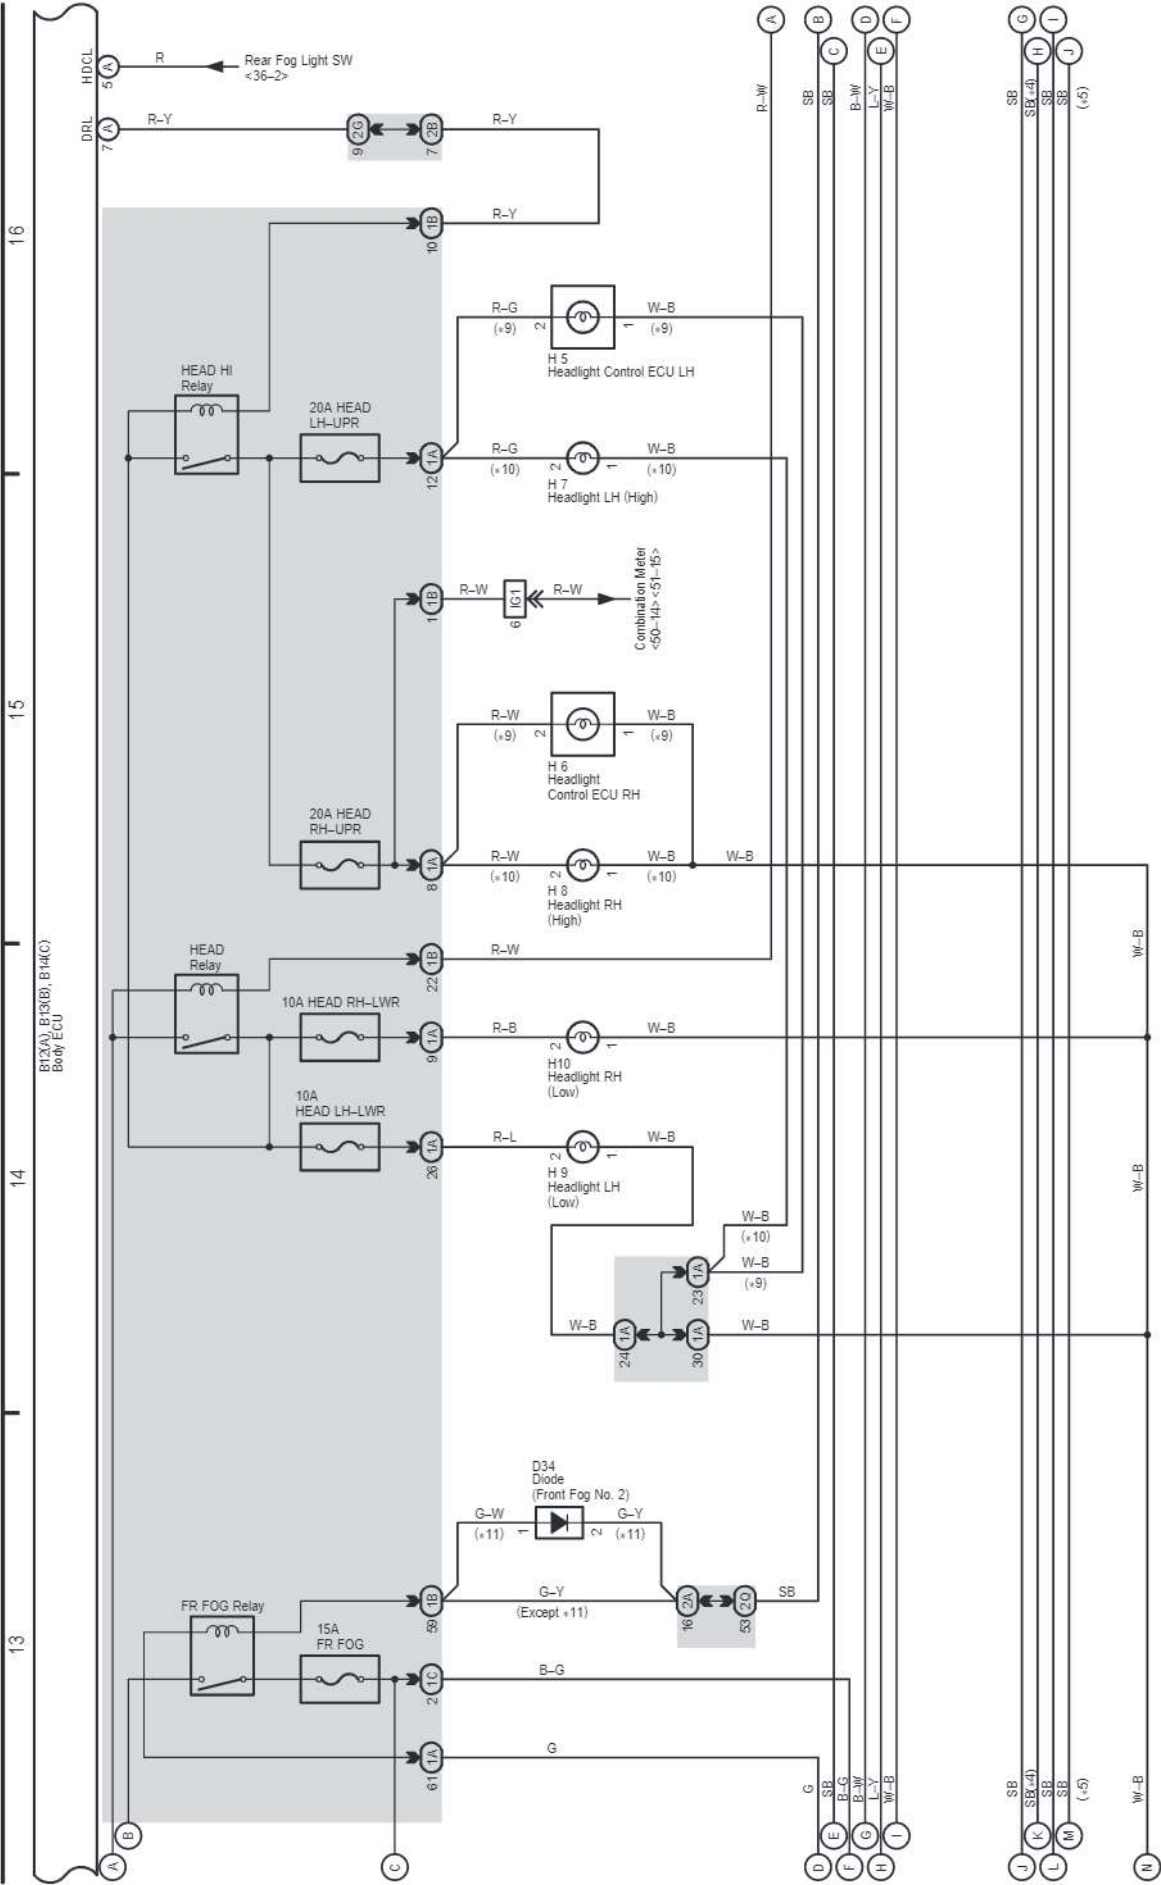 16
15
14
13
B12(A), B13(B), B14(C)
Body ECU
HDCL
5
A
R
Rear Fog Light SW
<36–2>
DRL
7
A
R–Y
9
2G
7
2B
R–Y
10
1B
R–Y
HEAD HI
Relay
20A HEAD
LH–UPR
12
1A
R–G
(*9)
2
1
W–B
(*9)
H 5
Headlight Control ECU LH
R–G
(*10)
2
1
W–B
(*10)
H 7
Headlight LH (High)
1
1B
R–W
6
IG1
R–W
Combination Meter
<50–14> <51–15>
R–W
(*9)
2
1
W–B
(*9)
H 6
Headlight
Control ECU RH
20A HEAD
RH–UPR
8
1A
R–W
(*10)
2
1
W–B
(*10)
W–B
H 8
Headlight RH
(High)
HEAD
Relay
22
1B
R–W
10A HEAD RH–LWR
9
1A
R–B
2
1
W–B
H10
Headlight RH
(Low)
10A
HEAD LH–LWR
26
1A
R–L
2
1
W–B
H 9
Headlight LH
(Low)
W–B
(*10)
W–B
(*9)
23
1A
W–B
24
1A
30
1A
W–B
D34
Diode
(Front Fog No. 2)
G–W
(*11)
1
2
G–Y
(*11)
FR FOG Relay
59
1B
G–Y
(Except *11)
16
2A
53
2Q
SB
15A
FR FOG
2
1C
B–G
61
1A
G
A
B
C
A
B
C
D
E
F
G
H
I
J
R–W
SB
SB
B–W
L–Y
W–B
SB
SB(*4)
SB
SB
(*5)
W–B
W–B
G
SB
B–G
B–W
L–Y
W–B
SB
SB(*4)
SB
SB
(*5)
W–B
D
E
F
G
H
I
J
K
L
M
N